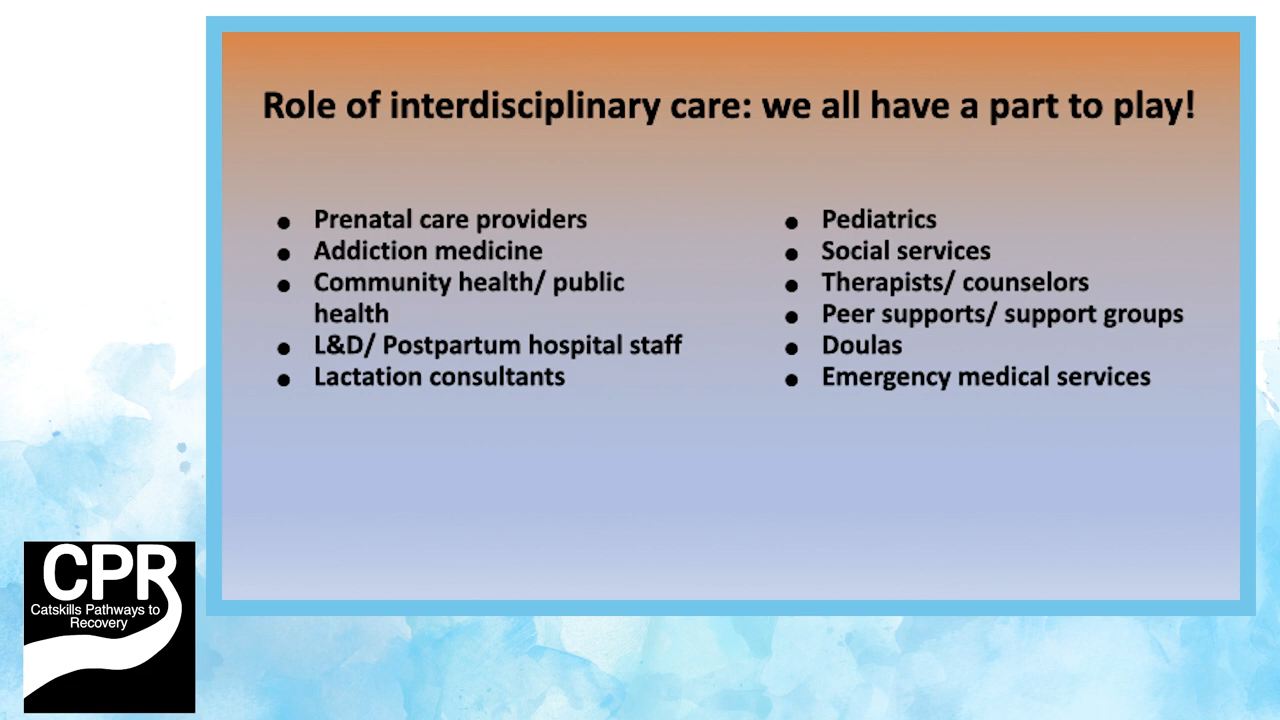 Role of interdisciplinary care: we all have a part to play!
● Prenatal care providers
● Addiction medicine
● Community health/ public
health
● L&D/ Postpartum hospital staff
● Lactation consultants
● Pediatrics
● Social services
● Therapists/ counselors
● Peer supports/ support groups
● Doulas
● Emergency medical services
CPR
Catskills Pathways to
Recovery